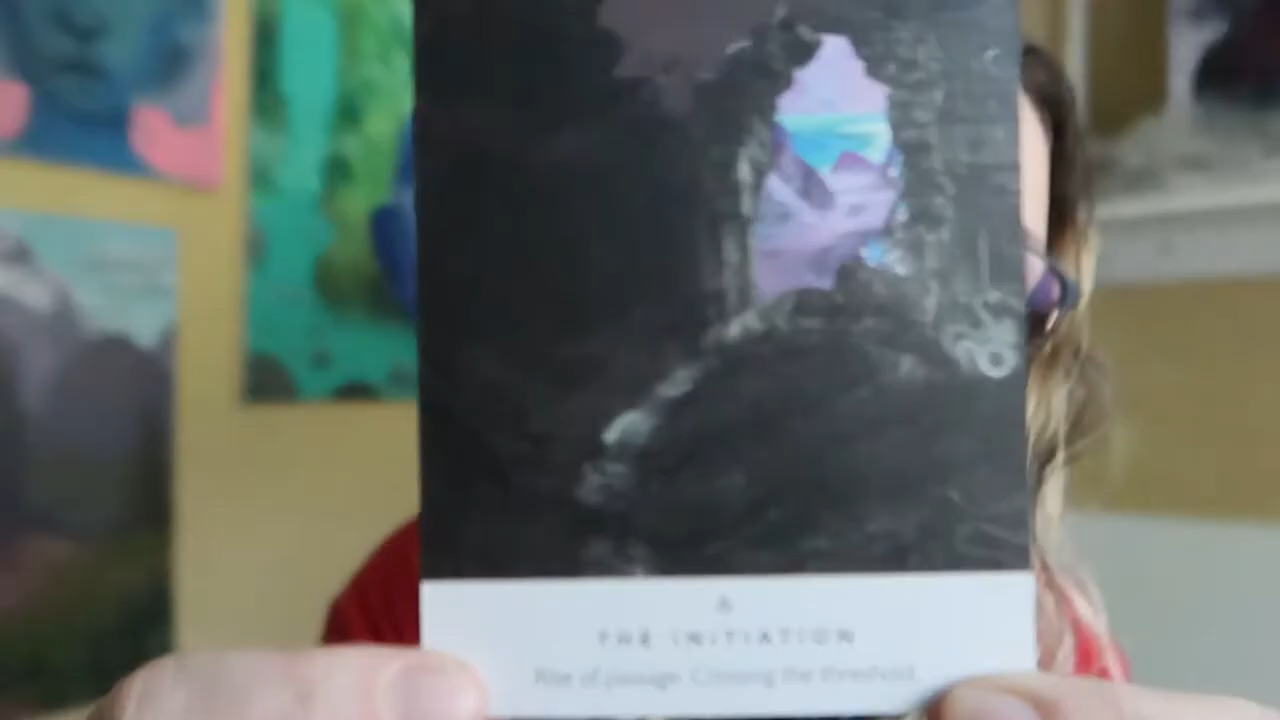 THE INITIATION
Rite of passage. Crossing the threshold.